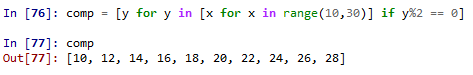 In [76]: comp = [y for y in [x for x in range(10,30)] if y%2 == 0]
In [77]: comp
Out[77]: [10, 12, 14, 16, 18, 20, 22, 24, 26, 28]